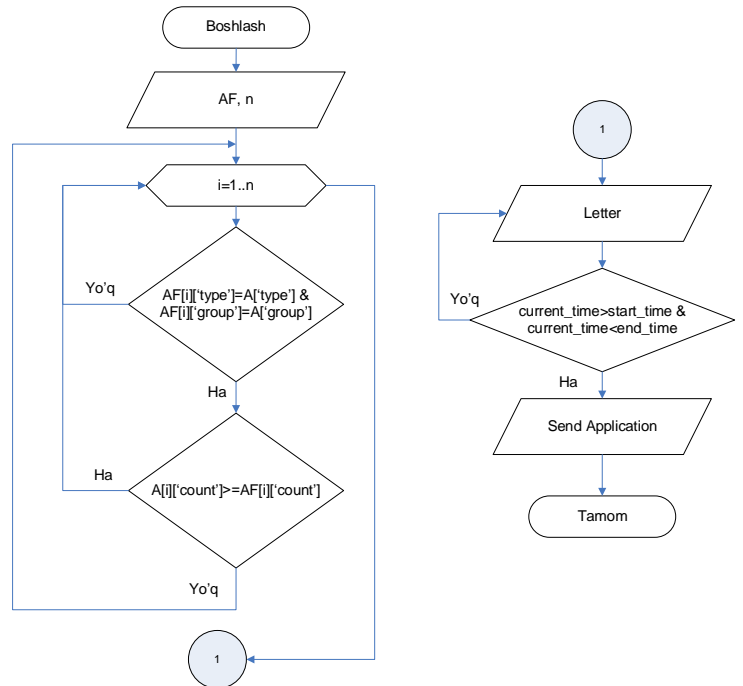 Boshlash
AF, n
i=1..n
AF[i][‘type’]=A[‘type’] &
AF[i][‘group’]=A[‘group’]
Yo’q
Ha
A[i][‘count’]>=AF[i][‘count’]
Ha
Yo’q
1
1
Letter
current_time>start_time &
current_time<end_time
Yo’q
Ha
Send Application
Tamom